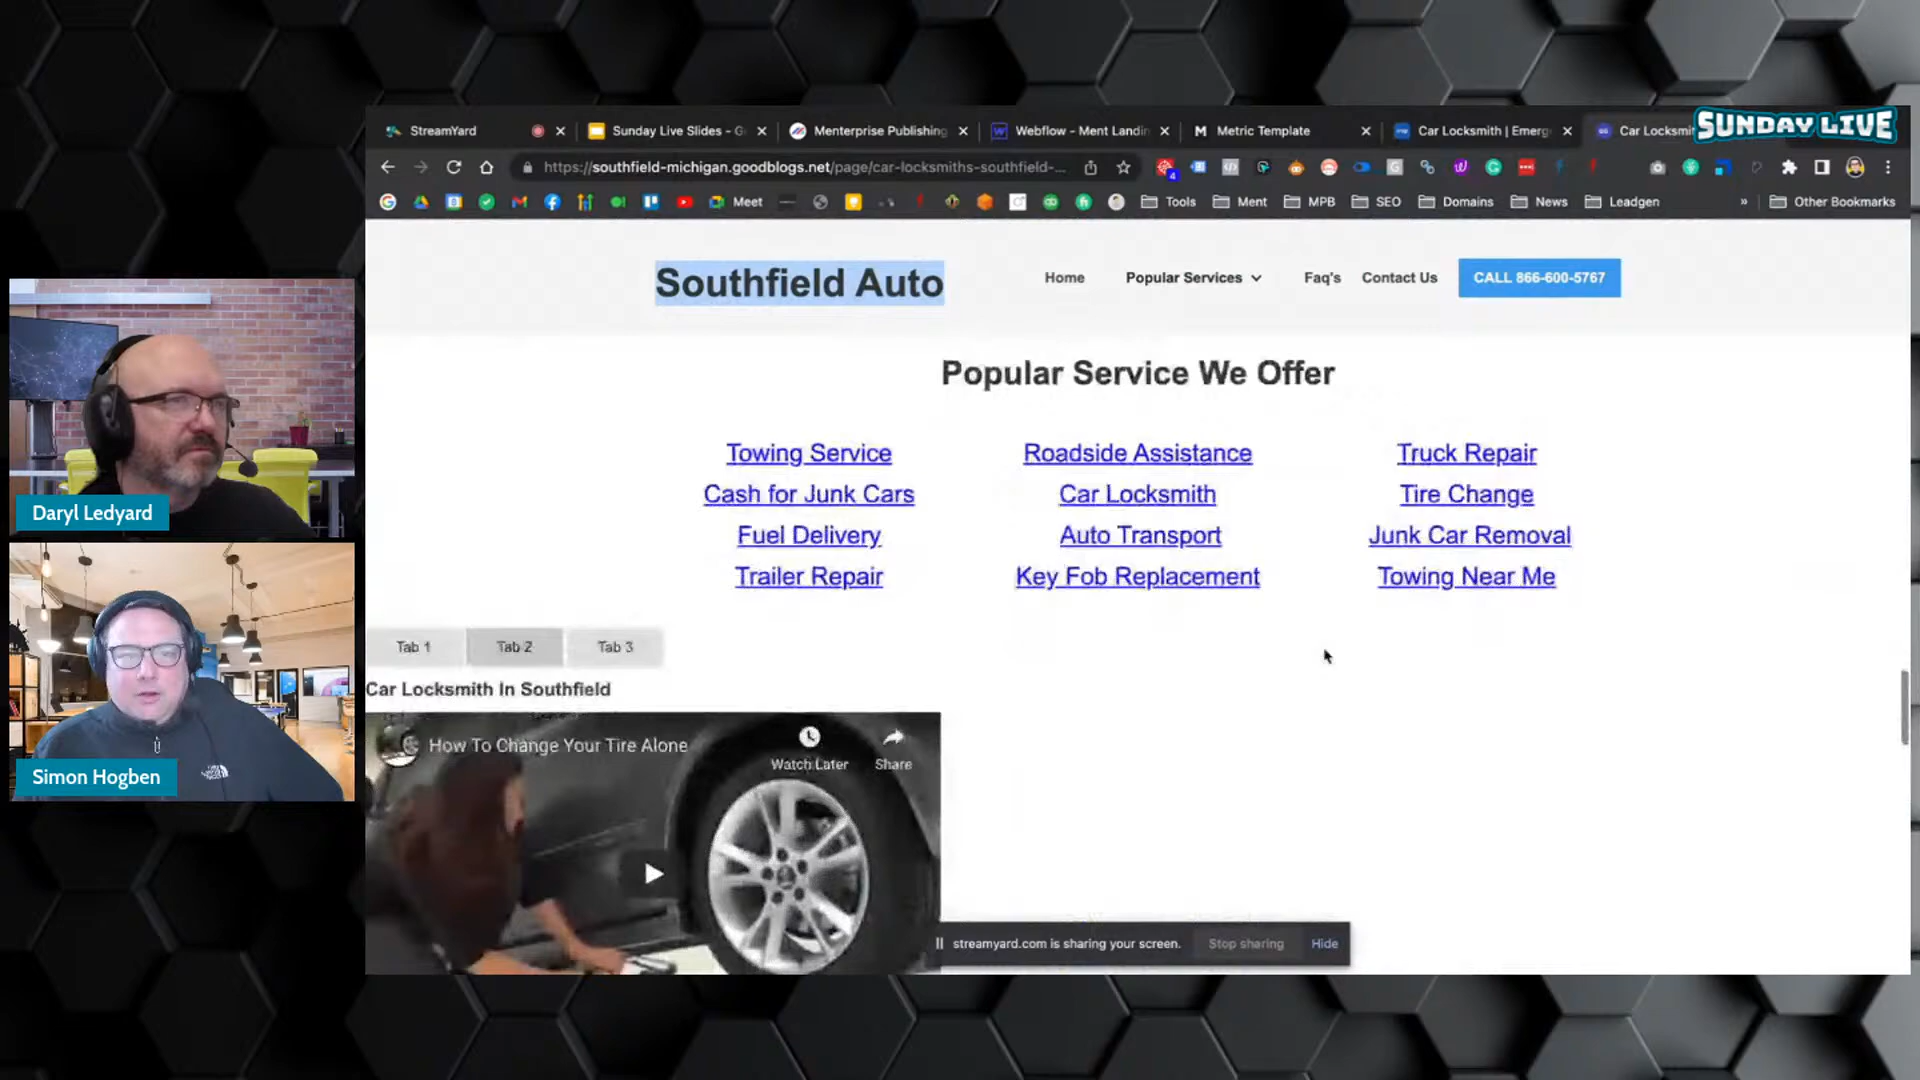 StreamYard
Sunday Live Slides - G
Menterprise Publishing
Webflow - Ment Landin
Metric Template
Car Locksmith | Emerg
Car Locksmit
SUNDAY LIVE
https://southfield-michigan.goodblogs.net/page/car-locksmiths-southfield-...
4
Meet
Tools
Ment
MPB
SEO
Domains
News
Leadgen
»
Other Bookmarks
Southfield Auto
Home
Popular Services
Faq's
Contact Us
CALL 866-600-5767
Popular Service We Offer
Towing Service
Roadside Assistance
Truck Repair
Cash for Junk Cars
Car Locksmith
Tire Change
Fuel Delivery
Auto Transport
Junk Car Removal
Trailer Repair
Key Fob Replacement
Towing Near Me
Tab 1
Tab 2
Tab 3
Car Locksmith In Southfield
How To Change Your Tire Alone
Watch Later
Share
streamyard.com is sharing your screen.
Stop sharing
Hide
Daryl Ledyard
Simon Hogben